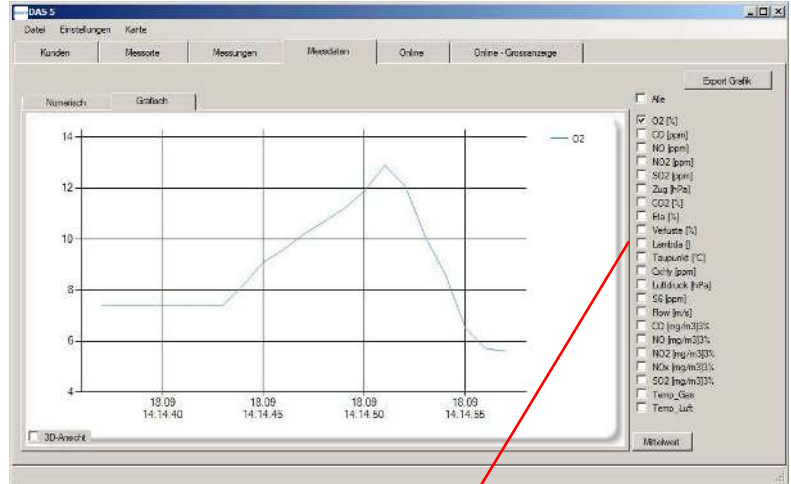 DAS 5
Datei Einstellungen Karte
Kunden Messorte Messungen Messdaten Online Online - Grossanzeige
Export Grafik
Numerisch Grafisch
Alle
O2 [%]
CO [ppm]
NO [ppm]
NO2 [ppm]
SO2 [ppm]
Zug [hPa]
CO2 [%]
Eta [%]
Verluste [%]
Lambda []
Taupunkt [°C]
CxHy [ppm]
Luftdruck [hPa]
S6 [ppm]
Flow [m/s]
CO [mg/m3]3%
NO [mg/m3]3%
NO2 [mg/m3]3%
NOx [mg/m3]3%
SO2 [mg/m3]3%
Temp_Gas
Temp_Luft
Mittelwert
O2
14
12
10
8
6
4
18.09 18.09 18.09 18.09
14:14.40 14:14.45 14:14.50 14:14.55
3D-Ansicht